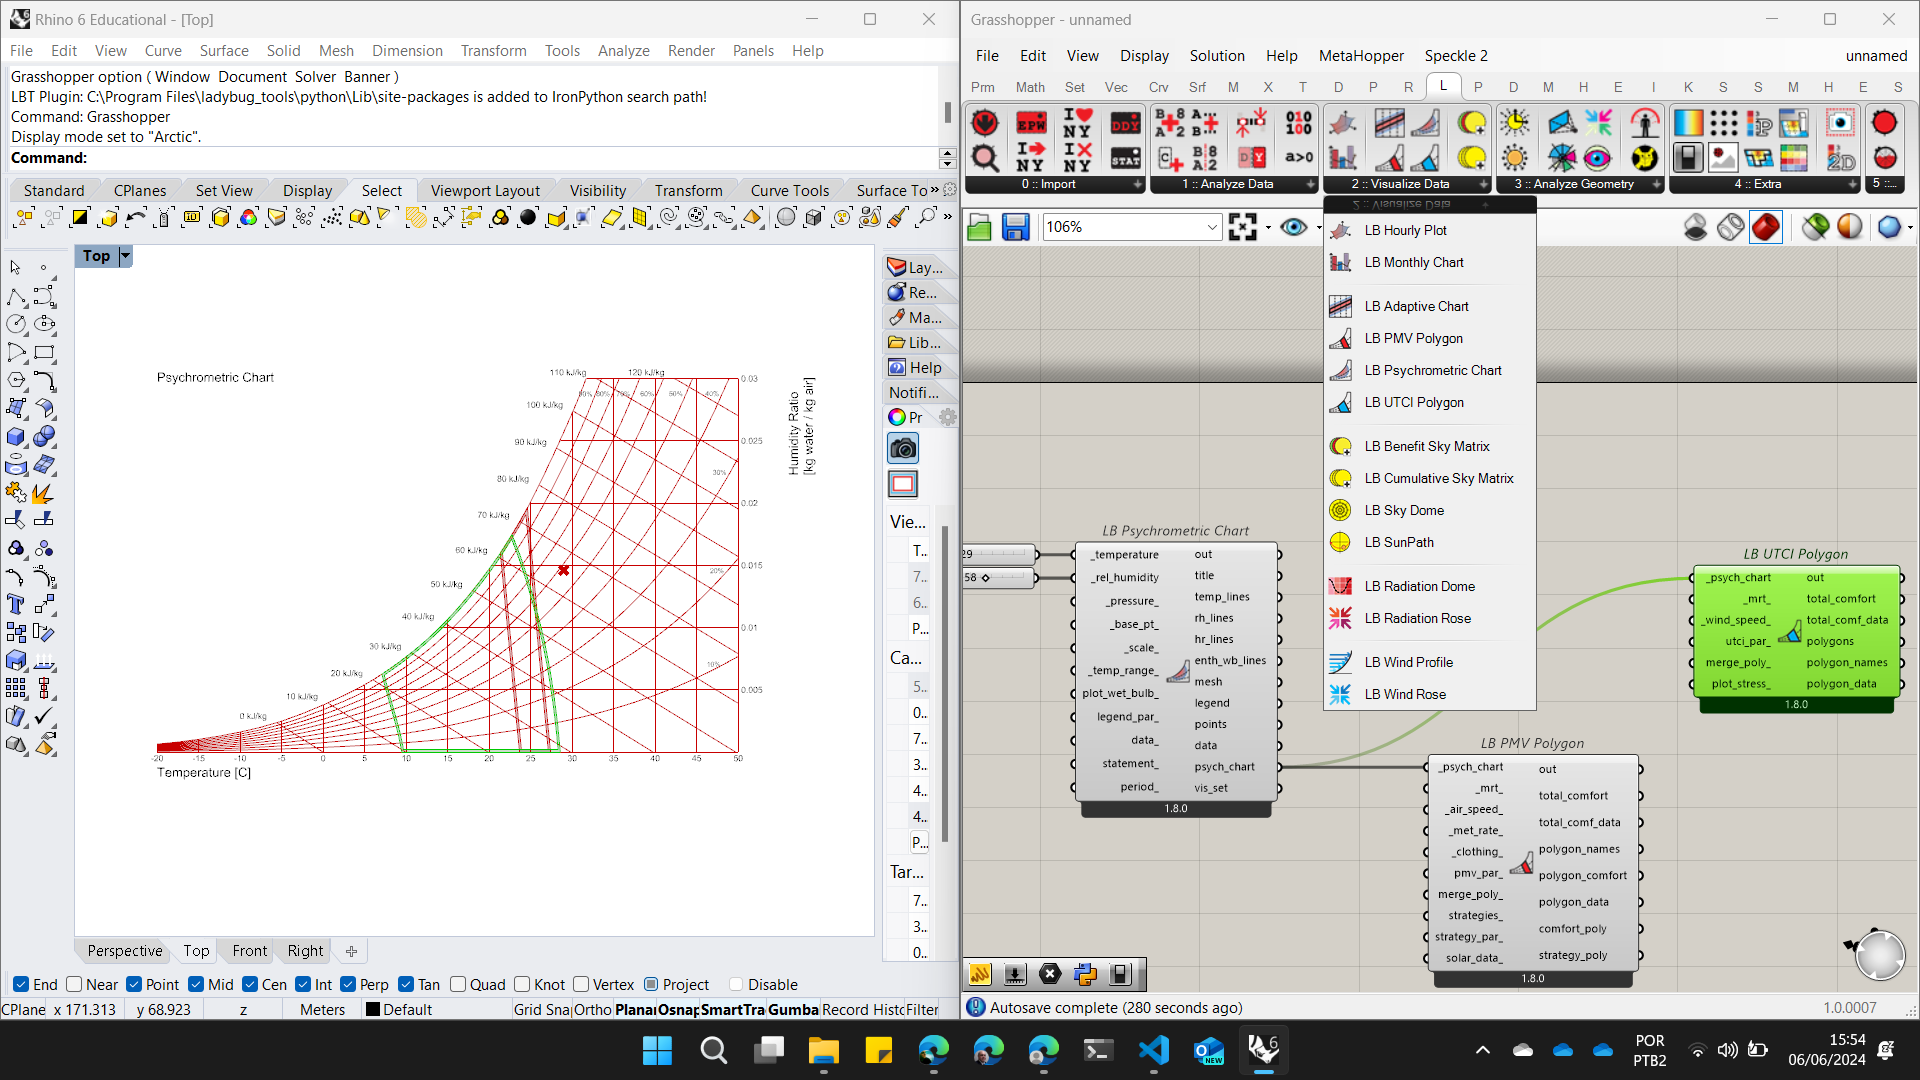 Rhino 6 Educational - [Top]
File Edit View Curve Surface Solid Mesh Dimension Transform Tools Analyze Render Panels Help
Grasshopper option ( Window Document Solver Banner )
LBT Plugin: C:\Program Files\ladybug_tools\python\Lib\site-packages is added to IronPython search path!
Command: Grasshopper
Display mode set to "Arctic".
Command:
Standard CPlanes Set View Display Select Viewport Layout Visibility Transform Curve Tools Surface To
Top
Lay...
Re...
Ma...
Lib...
Help
Notifi...
Pr
Vie...
T..
7..
6..
P..
Ca...
5..
0..
7..
3..
4..
4..
P..
Tar...
7..
3..
0..
Psychrometric Chart
110 kJ/kg 120 kJ/kg
100 kJ/kg
90 kJ/kg
80 kJ/kg
70 kJ/kg
60 kJ/kg
50 kJ/kg
40 kJ/kg
30 kJ/kg
20 kJ/kg
10 kJ/kg
0 kJ/kg
30%
20%
10%
0.03
0.025
0.02
0.015
0.01
0.005
Humidity Ratio
[kg water / kg air]
-20 -15 -10 -5 0 5 10 15 20 25 30 35 40 45 50
Temperature [C]
Perspective Top Front Right
End Near Point Mid Cen Int Perp Tan Quad Knot Vertex Project Disable
CPlane x 171.313 y 68.923 z Meters Default Grid Snap Ortho Planar Osnap SmartTra Gumba Record Histo Filter
Grasshopper - unnamed
File Edit View Display Solution Help MetaHopper Speckle 2 unnamed
Prm Math Set Vec Crv Srf M X T D P R L P D M H E I K S S M H E S
0 :: Import 1 :: Analyze Data 2 :: Visualize Data 3 :: Analyze Geometry 4 :: Extra 5 ::...
106%
2 :: Visualize Data
LB Hourly Plot
LB Monthly Chart
LB Adaptive Chart
LB PMV Polygon
LB Psychrometric Chart
LB UTCI Polygon
LB Benefit Sky Matrix
LB Cumulative Sky Matrix
LB Sky Dome
LB SunPath
LB Radiation Dome
LB Radiation Rose
LB Wind Profile
LB Wind Rose
29
58
LB Psychrometric Chart
_temperature
_rel_humidity
_pressure_
_base_pt_
_scale_
_temp_range_
plot_wet_bulb_
legend_par_
data_
statement_
period_
out
title
temp_lines
rh_lines
hr_lines
enth_wb_lines
mesh
legend
points
data
psych_chart
vis_set
1.8.0
LB UTCI Polygon
_psych_chart
_mrt_
_wind_speed_
utci_par_
merge_poly_
plot_stress_
out
total_comfort
total_comf_data
polygons
polygon_names
polygon_data
1.8.0
LB PMV Polygon
_psych_chart
_mrt_
_air_speed_
_met_rate_
_clothing_
pmv_par_
merge_poly_
strategies_
strategy_par_
solar_data_
out
total_comfort
total_comf_data
polygon_names
polygon_comfort
polygon_data
comfort_poly
strategy_poly
1.8.0
Autosave complete (280 seconds ago)
1.0.0007
POR
PTB2
15:54
06/06/2024